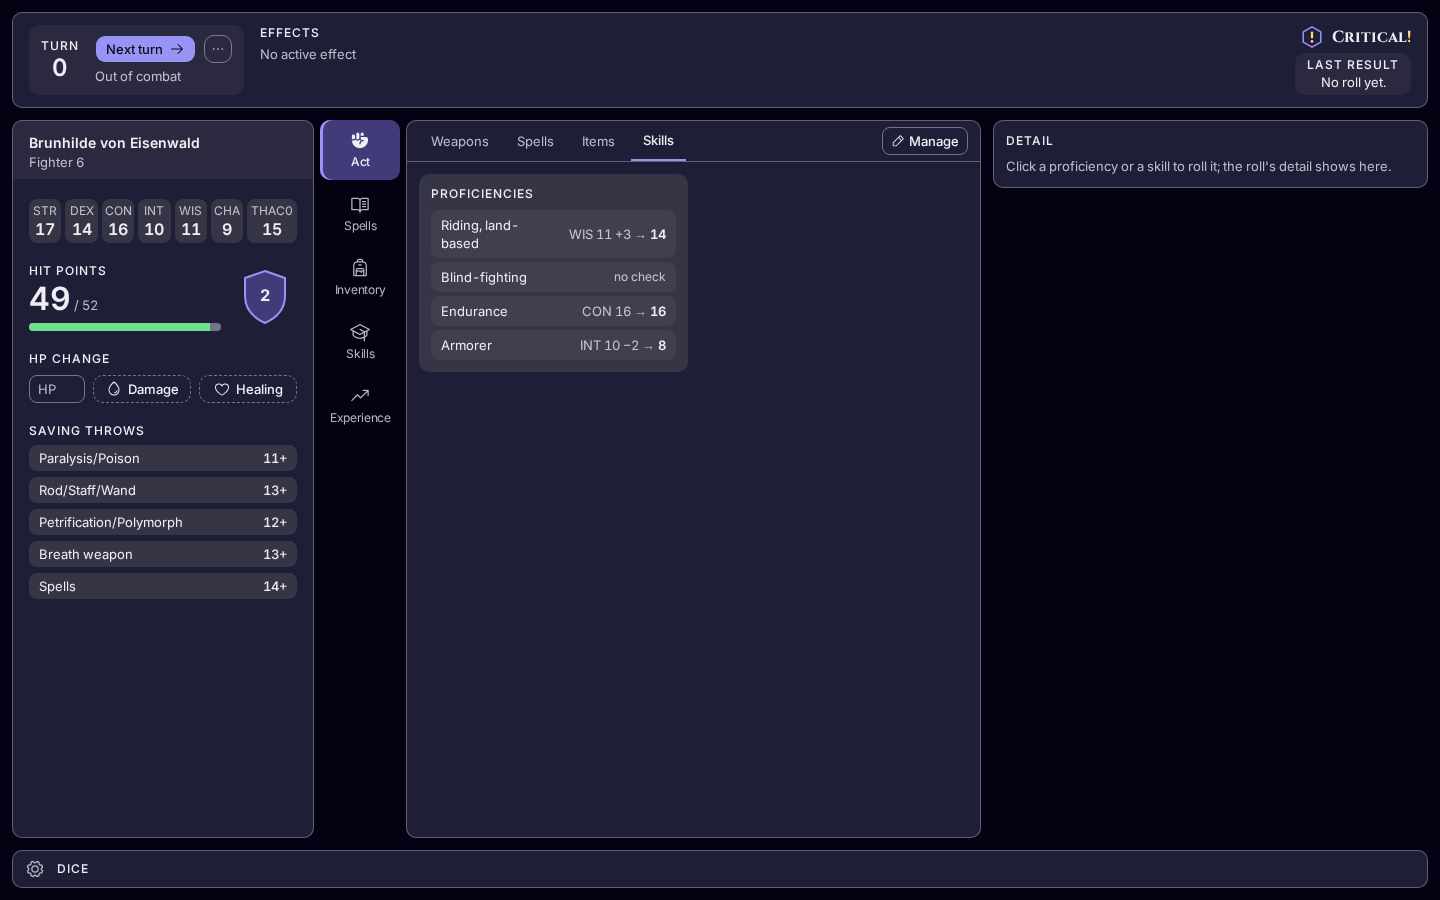 TURN
0
Next turn →
...
Out of combat
EFFECTS
No active effect
CRITICAL!
LAST RESULT
No roll yet.
Brunhilde von Eisenwald
Fighter 6
STR DEX CON INT WIS CHA THAC0
17 14 16 10 11 9 15
HIT POINTS
49 / 52
2
HP CHANGE
HP Damage Healing
SAVING THROWS
Paralysis/Poison 11+
Rod/Staff/Wand 13+
Petrification/Polymorph 12+
Breath weapon 13+
Spells 14+
Act
Spells
Inventory
Skills
Experience
Weapons Spells Items Skills Manage
PROFICIENCIES
Riding, land-
based WIS 11 +3 → 14
Blind-fighting no check
Endurance CON 16 → 16
Armorer INT 10 −2 → 8
DETAIL
Click a proficiency or a skill to roll it; the roll's detail shows here.
DICE